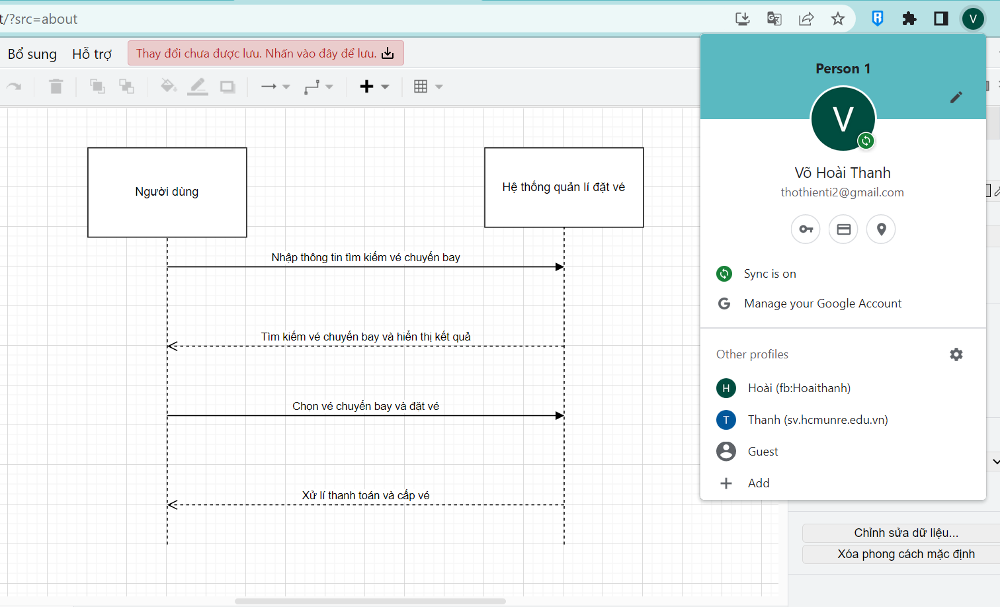 t/?src=about
V
Bổ sung
Hỗ trợ
Thay đổi chưa được lưu. Nhấn vào đây để lưu.
Người dùng
Hệ thống quản lí đặt vé
Nhập thông tin tìm kiếm vé chuyến bay
Tìm kiếm vé chuyến bay và hiển thị kết quả
Chọn vé chuyến bay và đặt vé
Xử lí thanh toán và cấp vé
Person 1
V
Võ Hoài Thanh
thothienti2@gmail.com
Sync is on
G Manage your Google Account
Other profiles
H Hoài (fb:Hoaithanh)
T Thanh (sv.hcmunre.edu.vn)
Guest
Add
Chỉnh sửa dữ liệu...
Xóa phong cách mặc định